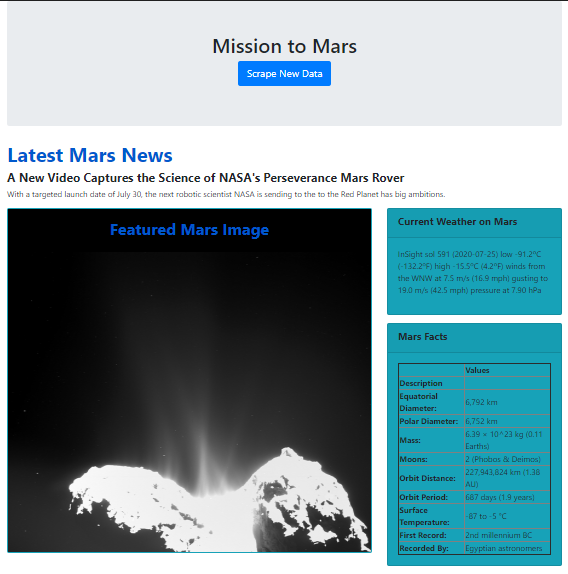 Mission to Mars
Scrape New Data
Latest Mars News
A New Video Captures the Science of NASA's Perseverance Mars Rover
With a targeted launch date of July 30, the next robotic scientist NASA is sending to the to the Red Planet has big ambitions.
Featured Mars Image
Current Weather on Mars
InSight sol 591 (2020-07-25) low -91.2ºC
(-132.2ºF) high -15.5ºC (4.2ºF) winds from
the WNW at 7.5 m/s (16.9 mph) gusting to
19.0 m/s (42.5 mph) pressure at 7.90 hPa
Mars Facts
Values
Description
Equatorial
Diameter:
6,792 km
Polar Diameter: 6,752 km
Mass:
6.39 × 10^23 kg (0.11
Earths)
Moons: 2 (Phobos & Deimos)
Orbit Distance:
227,943,824 km (1.38
AU)
Orbit Period: 687 days (1.9 years)
Surface
Temperature:
-87 to -5 °C
First Record: 2nd millennium BC
Recorded By: Egyptian astronomers